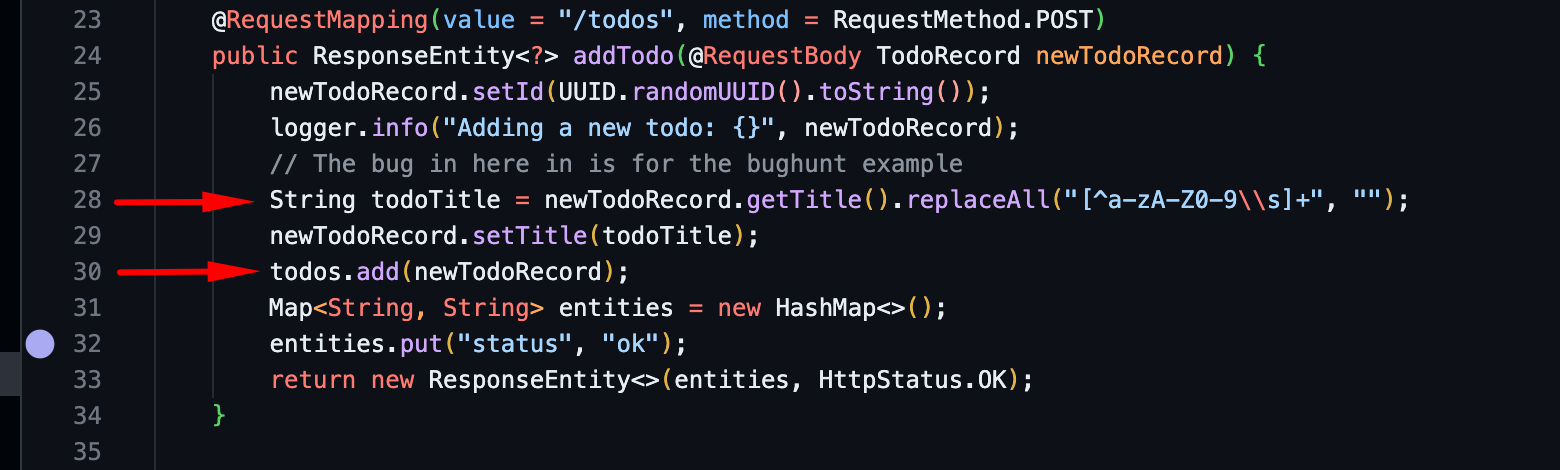 23 @RequestMapping(value = "/todos", method = RequestMethod.POST)
24 public ResponseEntity<?> addTodo(@RequestBody TodoRecord newTodoRecord) {
25 newTodoRecord.setId(UUID.randomUUID().toString());
26 logger.info("Adding a new todo: {}", newTodoRecord);
27 // The bug in here in is for the bughunt example
28 String todoTitle = newTodoRecord.getTitle().replaceAll("[^a-zA-Z0-9\\s]+", "");
29 newTodoRecord.setTitle(todoTitle);
30 todos.add(newTodoRecord);
31 Map<String, String> entities = new HashMap<>();
32 entities.put("status", "ok");
33 return new ResponseEntity<>(entities, HttpStatus.OK);
34 }
35